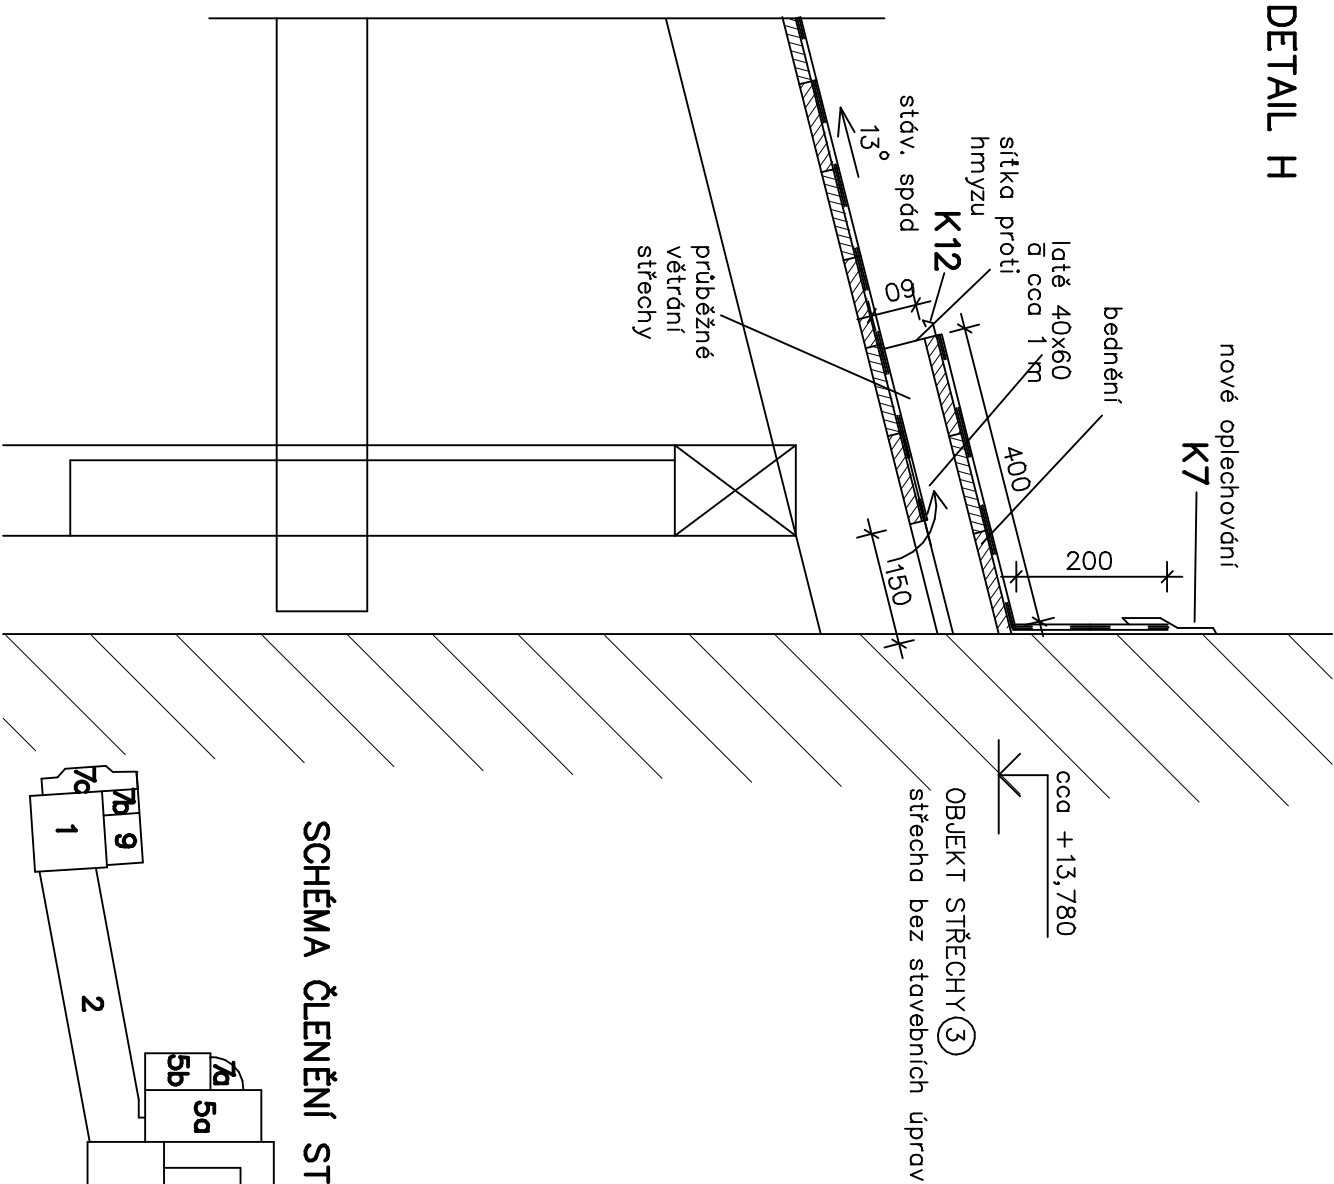 DETAIL H
nové oplechování
K7
bednění
latě 40x60
ā cca 1 m
síťka proti
hmyzu
K12
stáv. spád
13°
průběžné
větrání
střechy
60
400
200
150
cca +13,780
OBJEKT STŘECHY 3
střecha bez stavebních úprav
SCHÉMA ČLENĚNÍ ST
7c
7b
9
1
2
7a
5b
5a